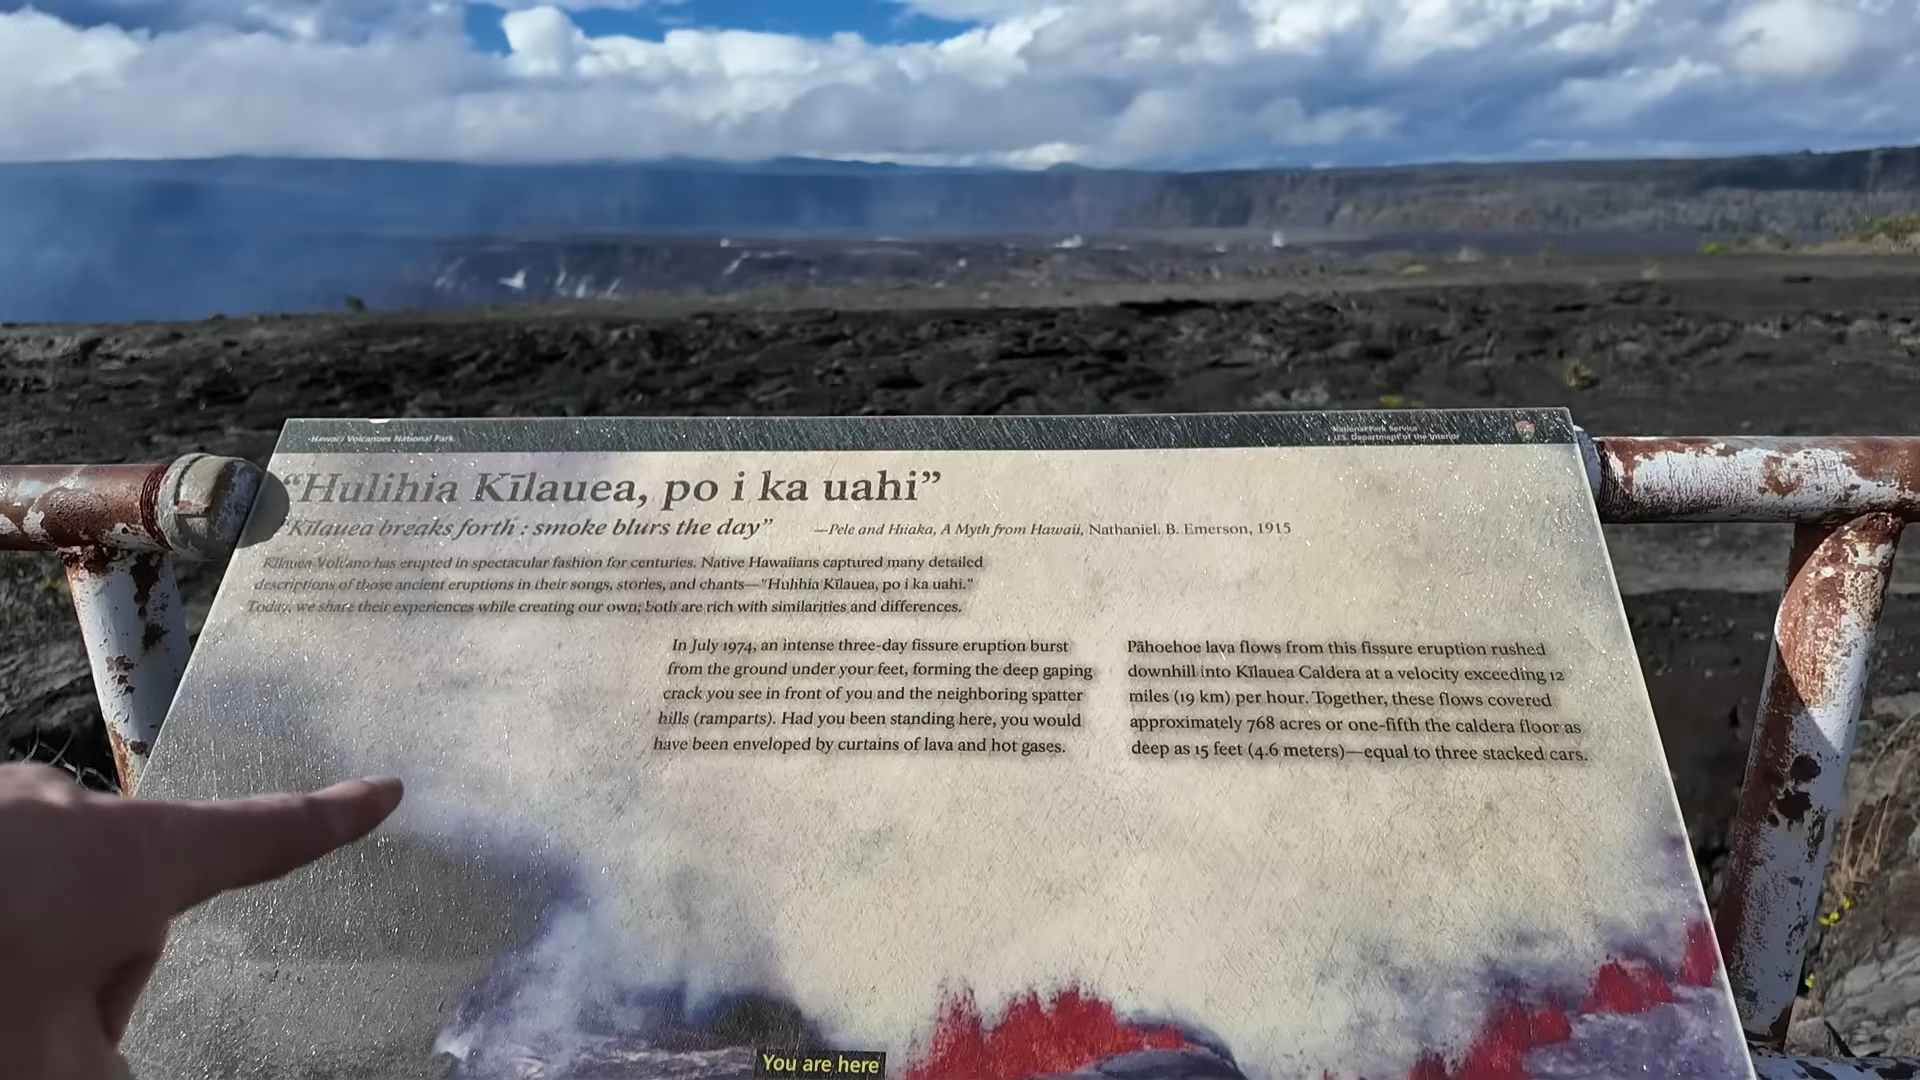 Hawai'i Volcanoes National Park
National Park Service
U.S. Department of the Interior
“Hulihia Kīlauea, po i ka uahi”
“Kīlauea breaks forth : smoke blurs the day” —Pele and Hiiaka, A Myth from Hawaii, Nathaniel. B. Emerson, 1915
Kīlauea Volcano has erupted in spectacular fashion for centuries. Native Hawaiians captured many detailed
descriptions of those ancient eruptions in their songs, stories, and chants—"Hulihia Kīlauea, po i ka uahi."
Today, we share their experiences while creating our own; both are rich with similarities and differences.
In July 1974, an intense three-day fissure eruption burst
from the ground under your feet, forming the deep gaping
crack you see in front of you and the neighboring spatter
hills (ramparts). Had you been standing here, you would
have been enveloped by curtains of lava and hot gases.
Pāhoehoe lava flows from this fissure eruption rushed
downhill into Kīlauea Caldera at a velocity exceeding 12
miles (19 km) per hour. Together, these flows covered
approximately 768 acres or one-fifth the caldera floor as
deep as 15 feet (4.6 meters)—equal to three stacked cars.
You are here